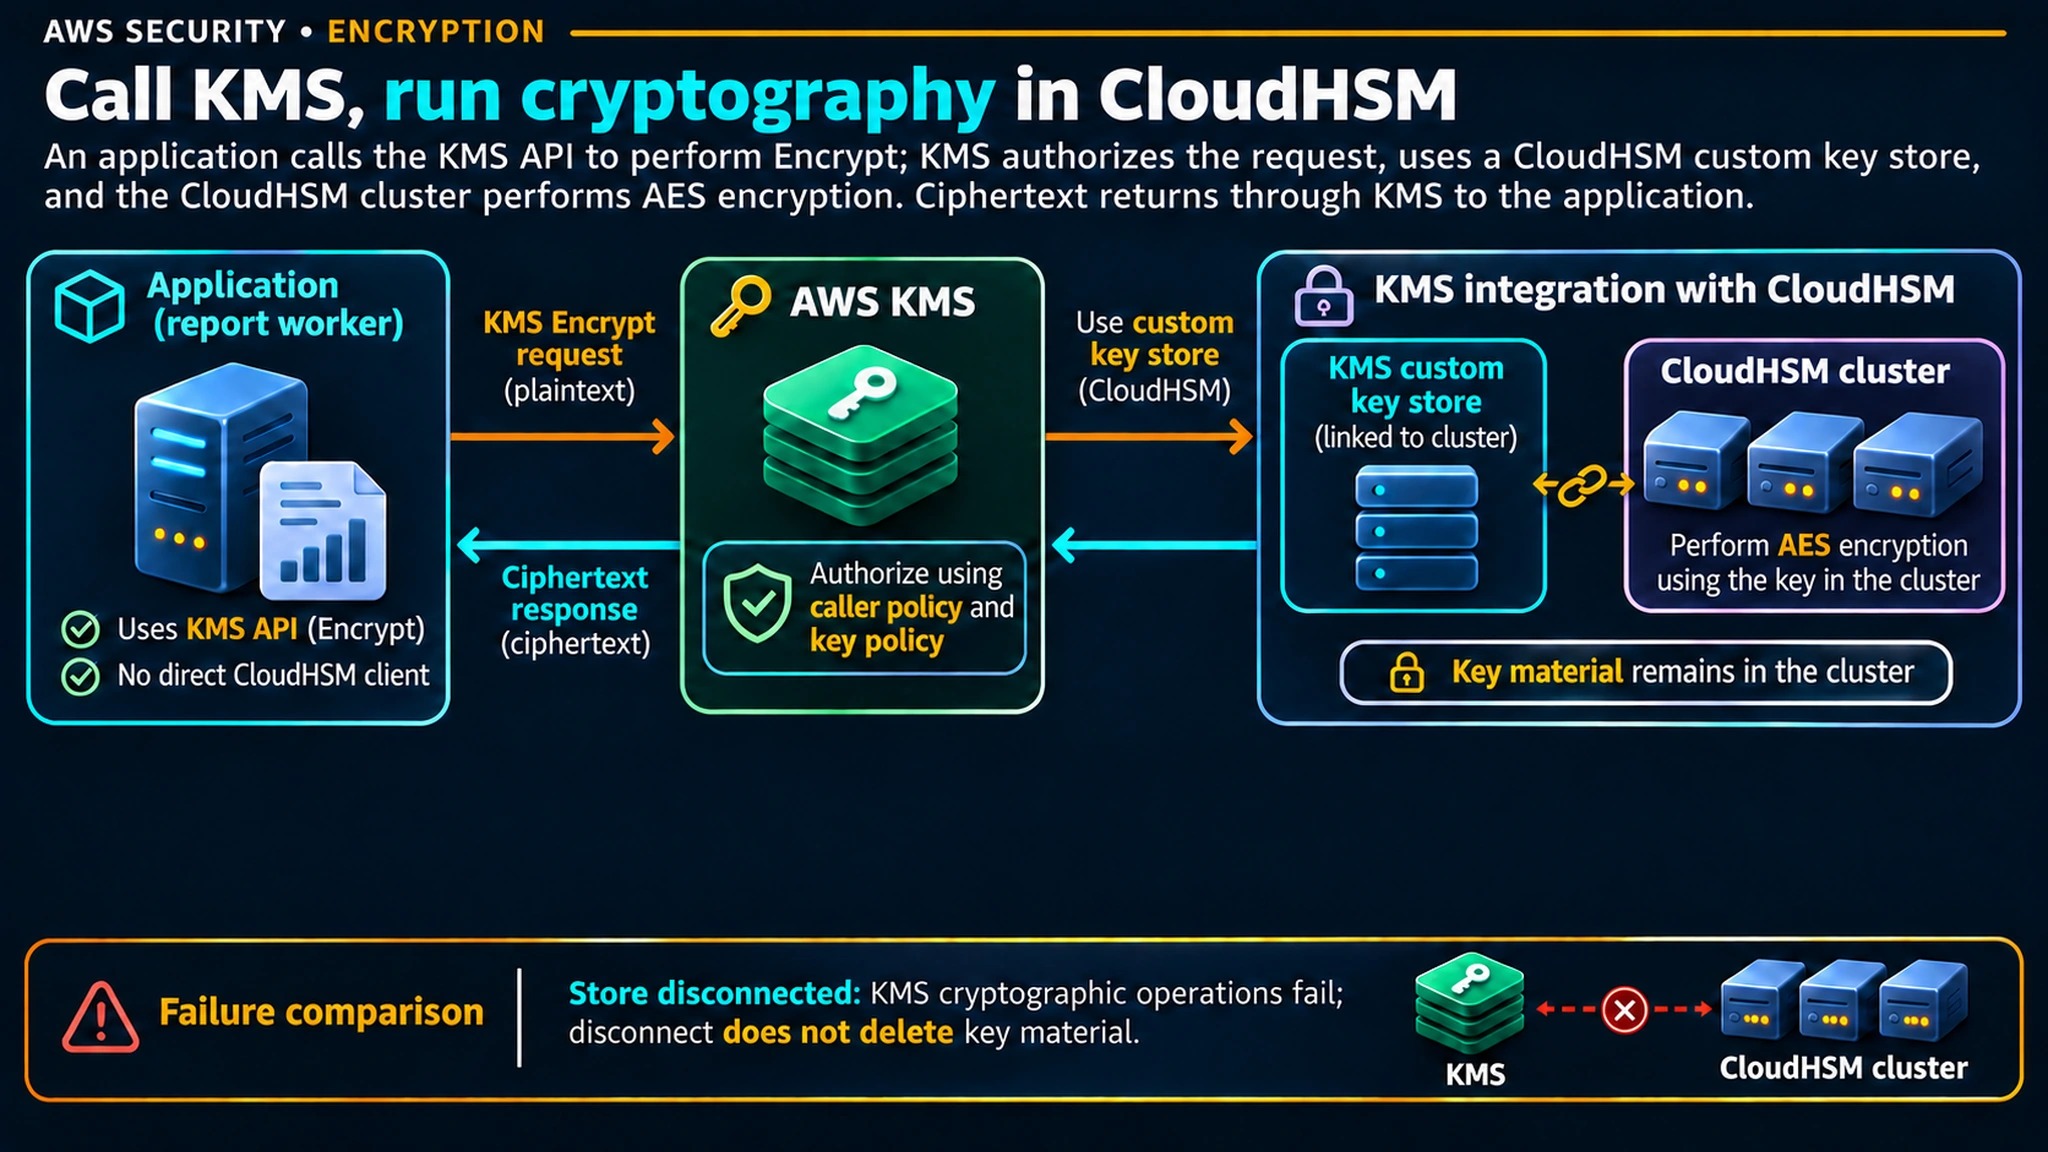 AWS SECURITY • ENCRYPTION
Call KMS, run cryptography in CloudHSM
An application calls the KMS API to perform Encrypt; KMS authorizes the request, uses a CloudHSM custom key store,
and the CloudHSM cluster performs AES encryption. Ciphertext returns through KMS to the application.
Application
(report worker)
Uses KMS API (Encrypt)
No direct CloudHSM client
KMS Encrypt
request
(plaintext)
Ciphertext
response
(ciphertext)
AWS KMS
Authorize using
caller policy and
key policy
Use custom
key store
(CloudHSM)
KMS integration with CloudHSM
KMS custom
key store
(linked to cluster)
CloudHSM cluster
Perform AES encryption
using the key in the cluster
Key material remains in the cluster
Failure comparison
Store disconnected: KMS cryptographic operations fail;
disconnect does not delete key material.
KMS
CloudHSM cluster